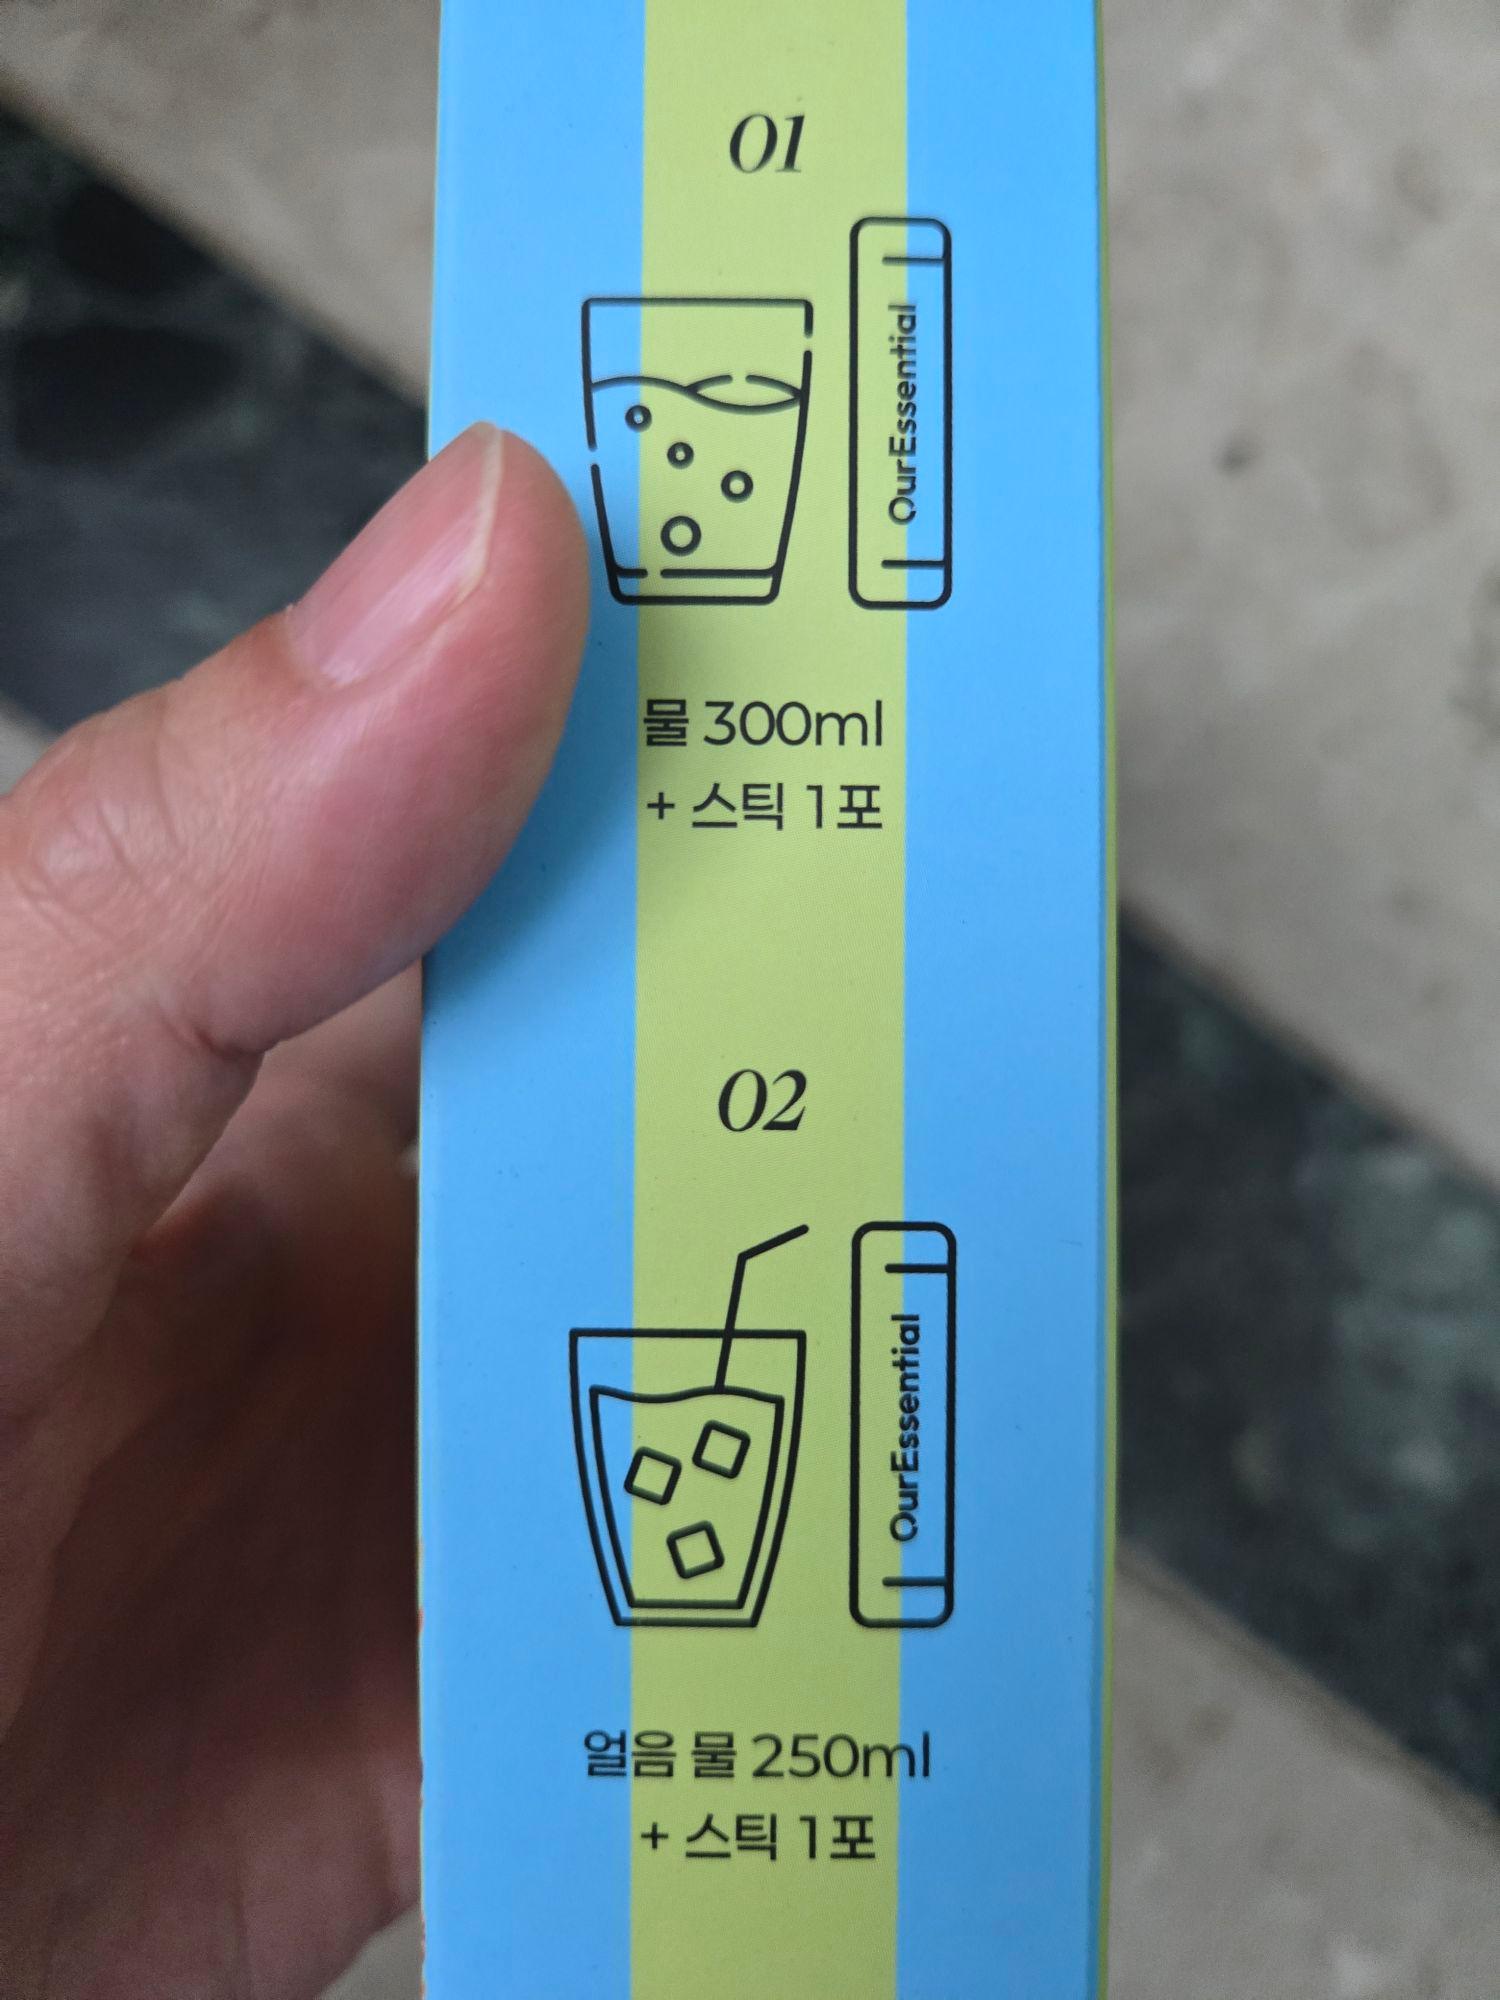 01
OurEssential
물 300ml
+ 스틱 1포
02
OurEssential
얼음 물 250ml
+ 스틱 1포